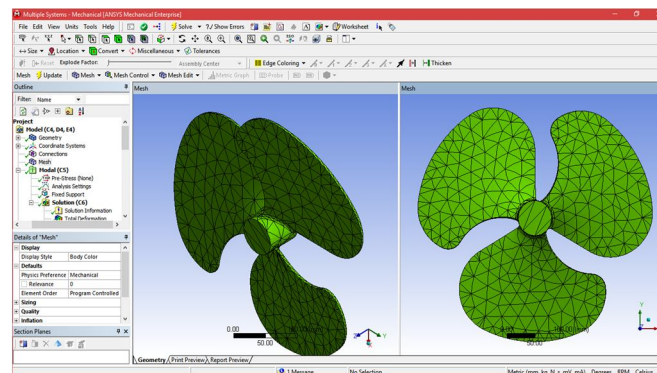 Multiple Systems - Mechanical [ANSYS Mechanical Enterprise]
File Edit View Units Tools Help Solve ?/ Show Errors Worksheet
Size Location Convert Miscellaneous Tolerances
Reset Explode Factor: Assembly Center Edge Coloring Thicken
Mesh Update Mesh Mesh Control Mesh Edit Metric Graph Probe
Outline
Filter: Name
Project
Model (C4, D4, E4)
Geometry
Coordinate Systems
Connections
Mesh
Modal (C5)
Pre-Stress (None)
Analysis Settings
Fixed Support
Solution (C6)
Solution Information
Total Deformation
Details of "Mesh"
Display
Display Style Body Color
Defaults
Physics Preference Mechanical
Relevance 0
Element Order Program Controlled
Sizing
Quality
Inflation
Section Planes
Mesh
0.00
50.00
Z Y
X
Mesh
50.00
Y
X
Geometry Print Preview Report Preview
1 Message No Selection Metric (mm, kg, N, s, mV, mA) Degrees RPM Celsius